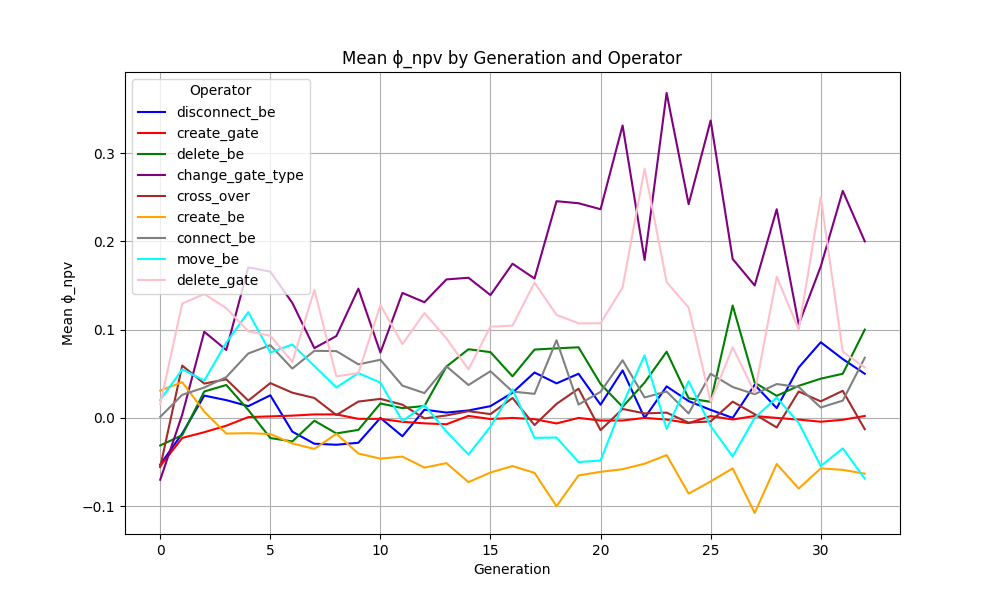 Mean ϕ_npv by Generation and Operator
Operator
disconnect_be
create_gate
delete_be
change_gate_type
cross_over
create_be
connect_be
move_be
delete_gate
Mean ϕ_npv
0.3
0.2
0.1
0.0
−0.1
0 5 10 15 20 25 30
Generation